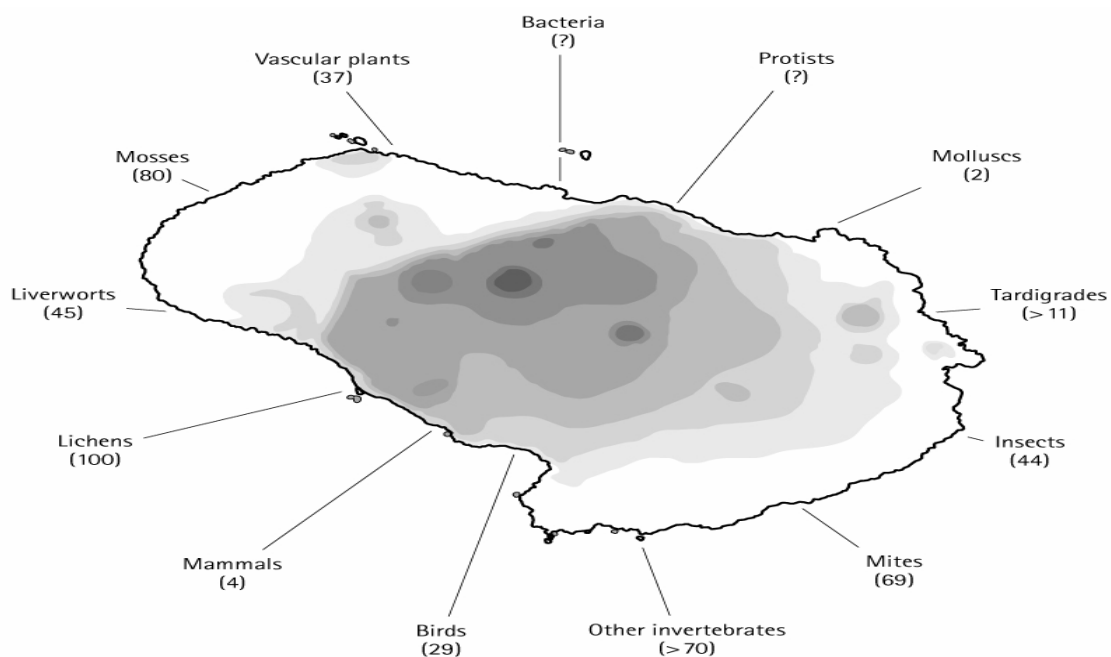 Bacteria
(?)
Vascular plants
(37)
Protists
(?)
Mosses
(80)
Molluscs
(2)
Liverworts
(45)
Tardigrades
(>11)
Lichens
(100)
Insects
(44)
Mammals
(4)
Mites
(69)
Birds
(29)
Other invertebrates
(>70)